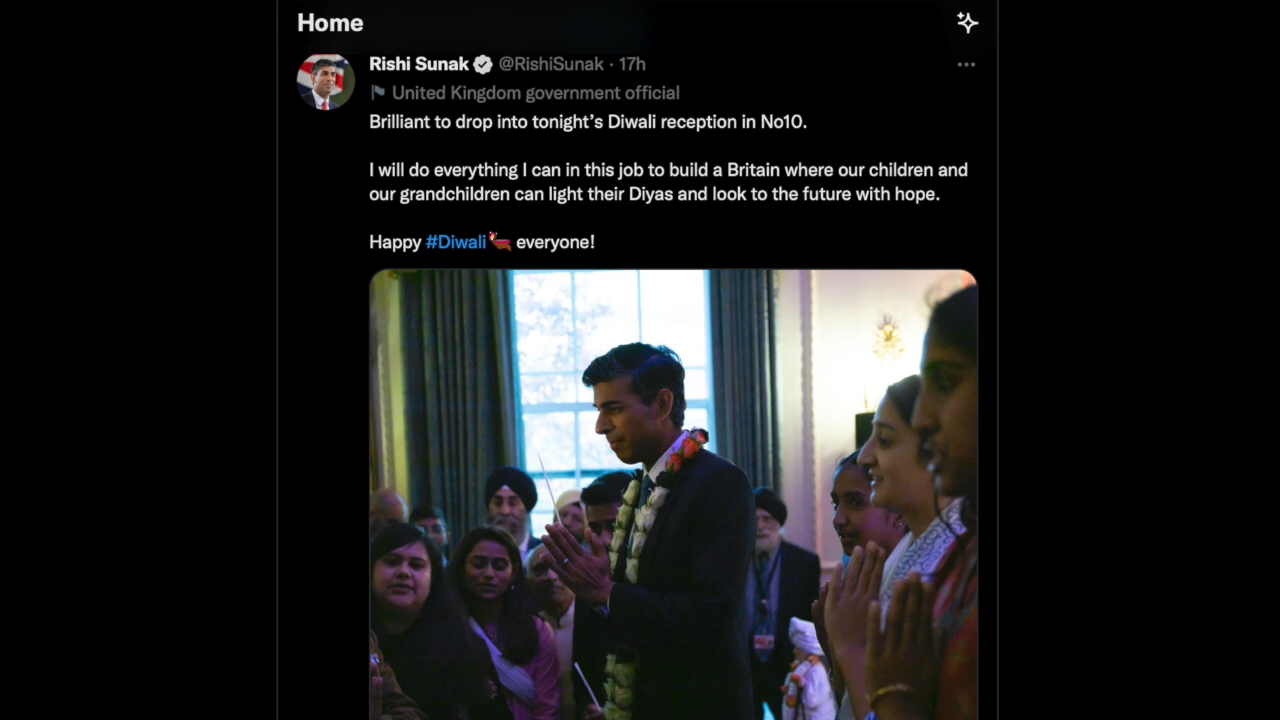 Home
Rishi Sunak @RishiSunak · 17h
United Kingdom government official
Brilliant to drop into tonight’s Diwali reception in No10.
I will do everything I can in this job to build a Britain where our children and
our grandchildren can light their Diyas and look to the future with hope.
Happy #Diwali everyone!